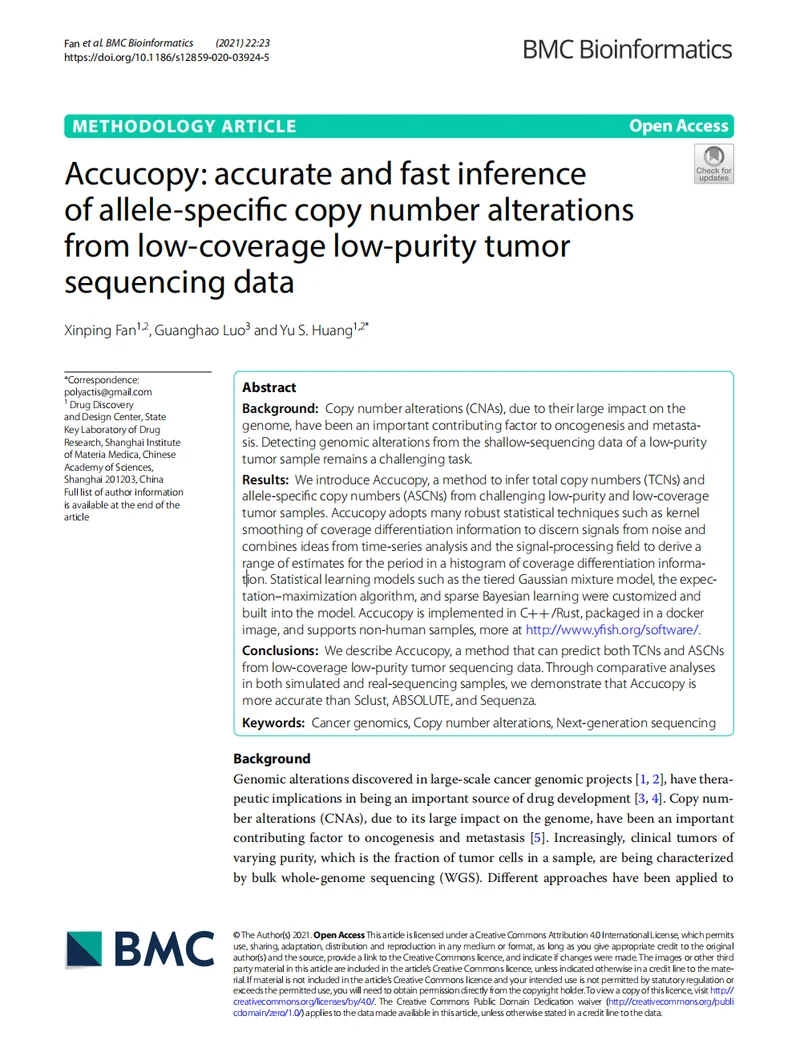 Fan et al. BMC Bioinformatics (2021) 22:23
https://doi.org/10.1186/s12859-020-03924-5
BMC Bioinformatics
METHODOLOGY ARTICLE
Open Access
Check for
updates
Accucopy: accurate and fast inference
of allele-specific copy number alterations
from low-coverage low-purity tumor
sequencing data
Xinping Fan1,2, Guanghao Luo3 and Yu S. Huang1,2*
*Correspondence:
polyactis@gmail.com
1 Drug Discovery
and Design Center, State
Key Laboratory of Drug
Research, Shanghai Institute
of Materia Medica, Chinese
Academy of Sciences,
Shanghai 201203, China
Full list of author information
is available at the end of the
article
Abstract
Background: Copy number alterations (CNAs), due to their large impact on the
genome, have been an important contributing factor to oncogenesis and metasta-
sis. Detecting genomic alterations from the shallow-sequencing data of a low-purity
tumor sample remains a challenging task.
Results: We introduce Accucopy, a method to infer total copy numbers (TCNs) and
allele-specific copy numbers (ASCNs) from challenging low-purity and low-coverage
tumor samples. Accucopy adopts many robust statistical techniques such as kernel
smoothing of coverage differentiation information to discern signals from noise and
combines ideas from time-series analysis and the signal-processing field to derive a
range of estimates for the period in a histogram of coverage differentiation informa-
tion. Statistical learning models such as the tiered Gaussian mixture model, the expec-
tation–maximization algorithm, and sparse Bayesian learning were customized and
built into the model. Accucopy is implemented in C++/Rust, packaged in a docker
image, and supports non-human samples, more at http://www.yfish.org/software/.
Conclusions: We describe Accucopy, a method that can predict both TCNs and ASCNs
from low-coverage low-purity tumor sequencing data. Through comparative analyses
in both simulated and real-sequencing samples, we demonstrate that Accucopy is
more accurate than Sclust, ABSOLUTE, and Sequenza.
Keywords: Cancer genomics, Copy number alterations, Next-generation sequencing
Background
Genomic alterations discovered in large-scale cancer genomic projects [1, 2], have thera-
peutic implications in being an important source of drug development [3, 4]. Copy num-
ber alterations (CNAs), due to its large impact on the genome, have been an important
contributing factor to oncogenesis and metastasis [5]. Increasingly, clinical tumors of
varying purity, which is the fraction of tumor cells in a sample, are being characterized
by bulk whole-genome sequencing (WGS). Different approaches have been applied to
BMC
© The Author(s) 2021. Open Access This article is licensed under a Creative Commons Attribution 4.0 International License, which permits
use, sharing, adaptation, distribution and reproduction in any medium or format, as long as you give appropriate credit to the original
author(s) and the source, provide a link to the Creative Commons licence, and indicate if changes were made. The images or other third
party material in this article are included in the article's Creative Commons licence, unless indicated otherwise in a credit line to the mate-
rial. If material is not included in the article's Creative Commons licence and your intended use is not permitted by statutory regulation or
exceeds the permitted use, you will need to obtain permission directly from the copyright holder. To view a copy of this licence, visit http://
creativecommons.org/licenses/by/4.0/. The Creative Commons Public Domain Dedication waiver (http://creativecommons.org/publi
cdomain/zero/1.0/) applies to the data made available in this article, unless otherwise stated in a credit line to the data.